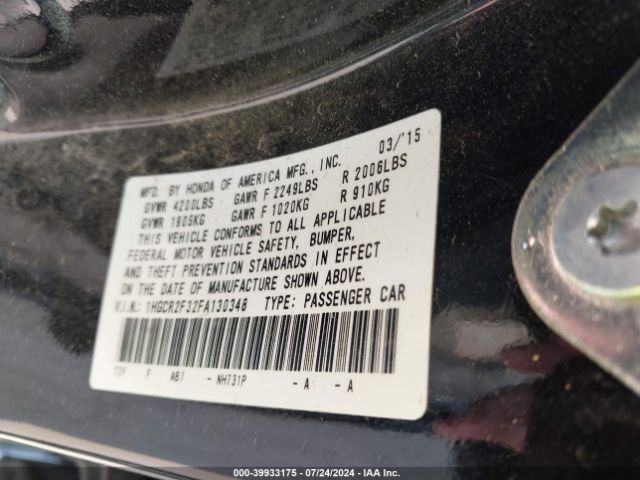 MFD. BY HONDA OF AMERICA MFG., INC. 03/'15
GVWR 4200LBS GAWR F 2249LBS R 2006LBS
GVWR 1905KG GAWR F 1020KG R 910KG
THIS VEHICLE CONFORMS TO ALL APPLICABLE
FEDERAL MOTOR VEHICLE SAFETY, BUMPER,
AND THEFT PREVENTION STANDARDS IN EFFECT
ON THE DATE OF MANUFACTURE SHOWN ABOVE.
V.I.N.: 1HGCR2F32FA130348 TYPE: PASSENGER CAR
F AB7 - NH731P - A - A
000-39933175 | 07/24/2024 | IAA Inc.